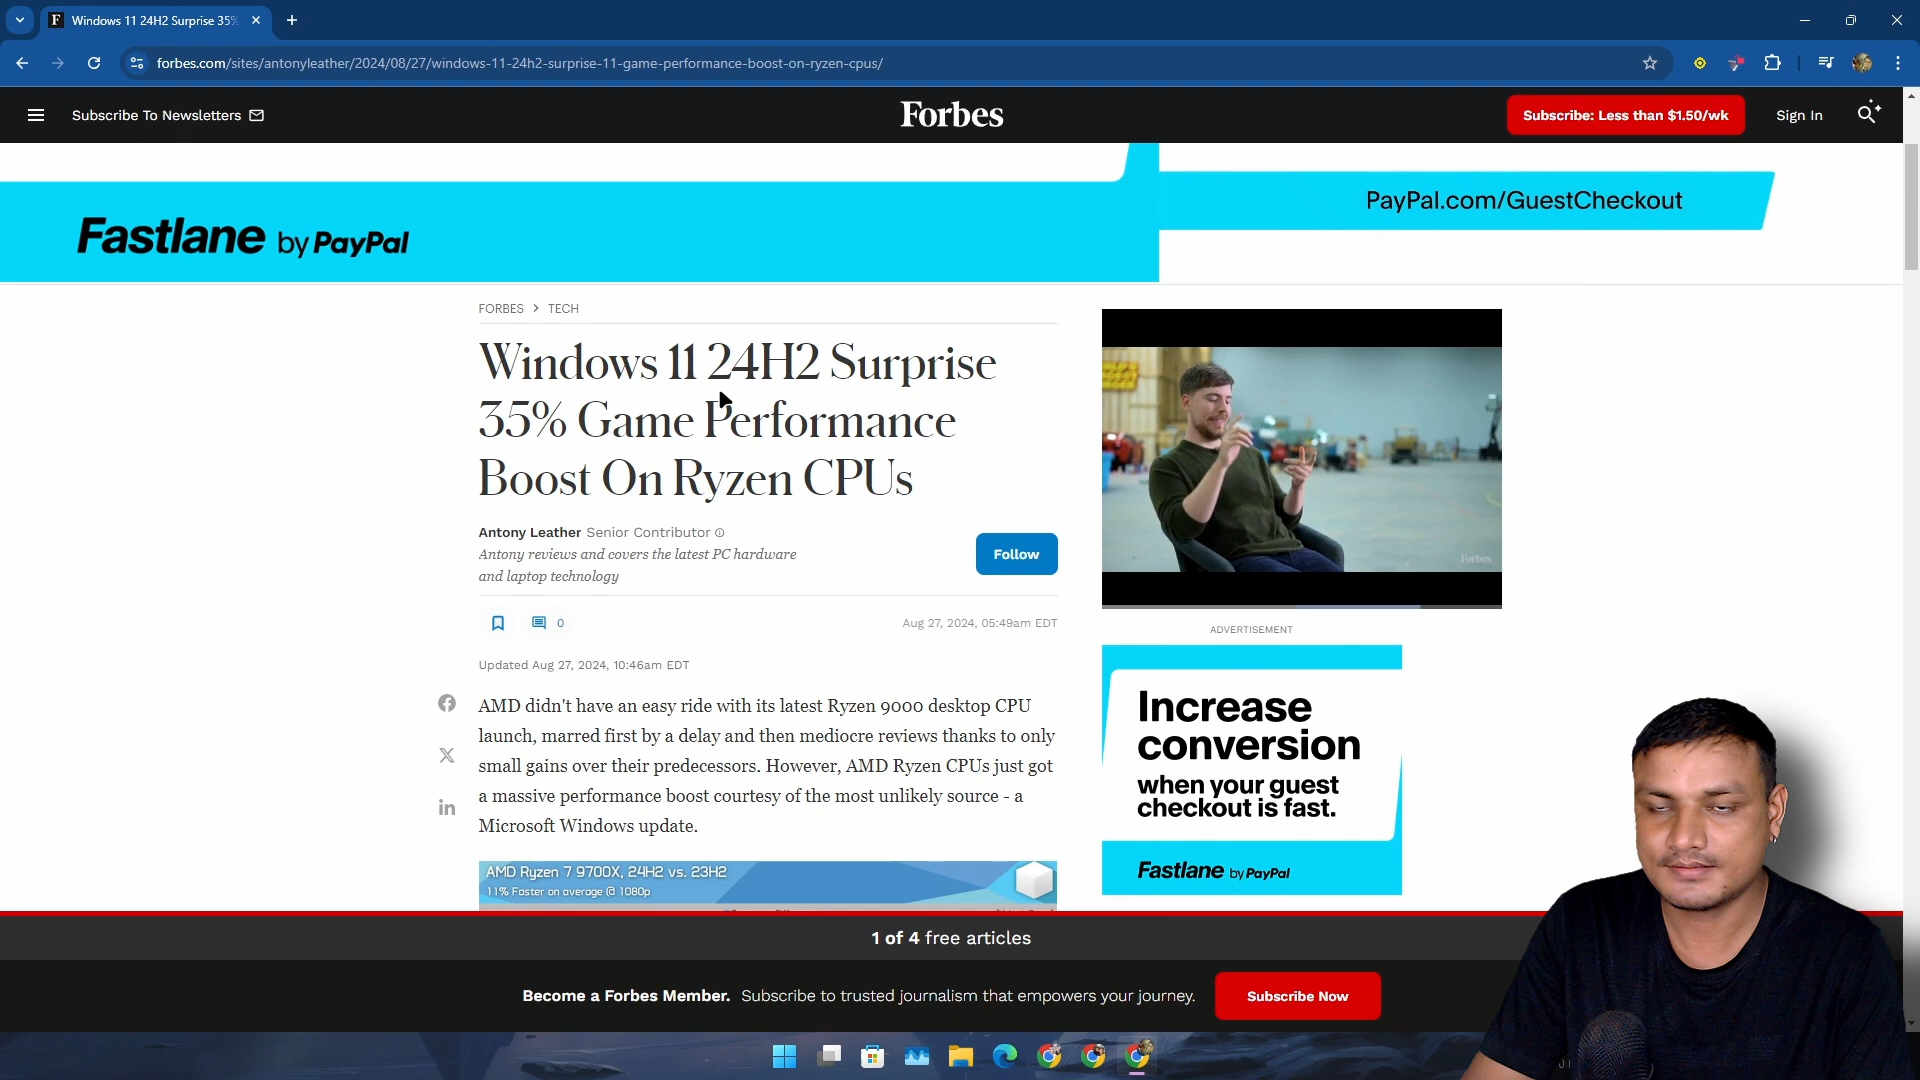 F Windows 11 24H2 Surprise 35%
forbes.com/sites/antonyleather/2024/08/27/windows-11-24h2-surprise-11-game-performance-boost-on-ryzen-cpus/
Subscribe To Newsletters
Forbes
Subscribe: Less than $1.50/wk
Sign In
Fastlane by PayPal
PayPal.com/GuestCheckout
FORBES > TECH
Windows 11 24H2 Surprise
35% Game Performance
Boost On Ryzen CPUs
Antony Leather Senior Contributor
Antony reviews and covers the latest PC hardware
and laptop technology
Follow
0
Aug 27, 2024, 05:49am EDT
Updated Aug 27, 2024, 10:46am EDT
AMD didn't have an easy ride with its latest Ryzen 9000 desktop CPU
launch, marred first by a delay and then mediocre reviews thanks to only
small gains over their predecessors. However, AMD Ryzen CPUs just got
a massive performance boost courtesy of the most unlikely source - a
Microsoft Windows update.
AMD Ryzen 7 9700X, 24H2 vs. 23H2
11% Faster on average @ 1080p
Forbes
ADVERTISEMENT
Increase
conversion
when your guest
checkout is fast.
Fastlane by PayPal
1 of 4 free articles
Become a Forbes Member. Subscribe to trusted journalism that empowers your journey.
Subscribe Now